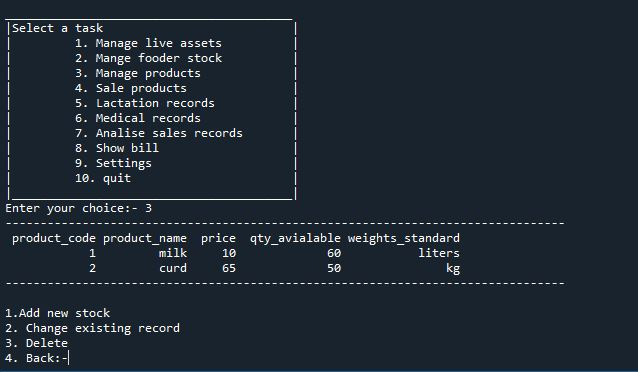 Select a task
1. Manage live assets
2. Mange fooder stock
3. Manage products
4. Sale products
5. Lactation records
6. Medical records
7. Analise sales records
8. Show bill
9. Settings
10. quit
Enter your choice:- 3
product_code product_name price qty_avialable weights_standard
1 milk 10 60 liters
2 curd 65 50 kg
1.Add new stock
2. Change existing record
3. Delete
4. Back:-